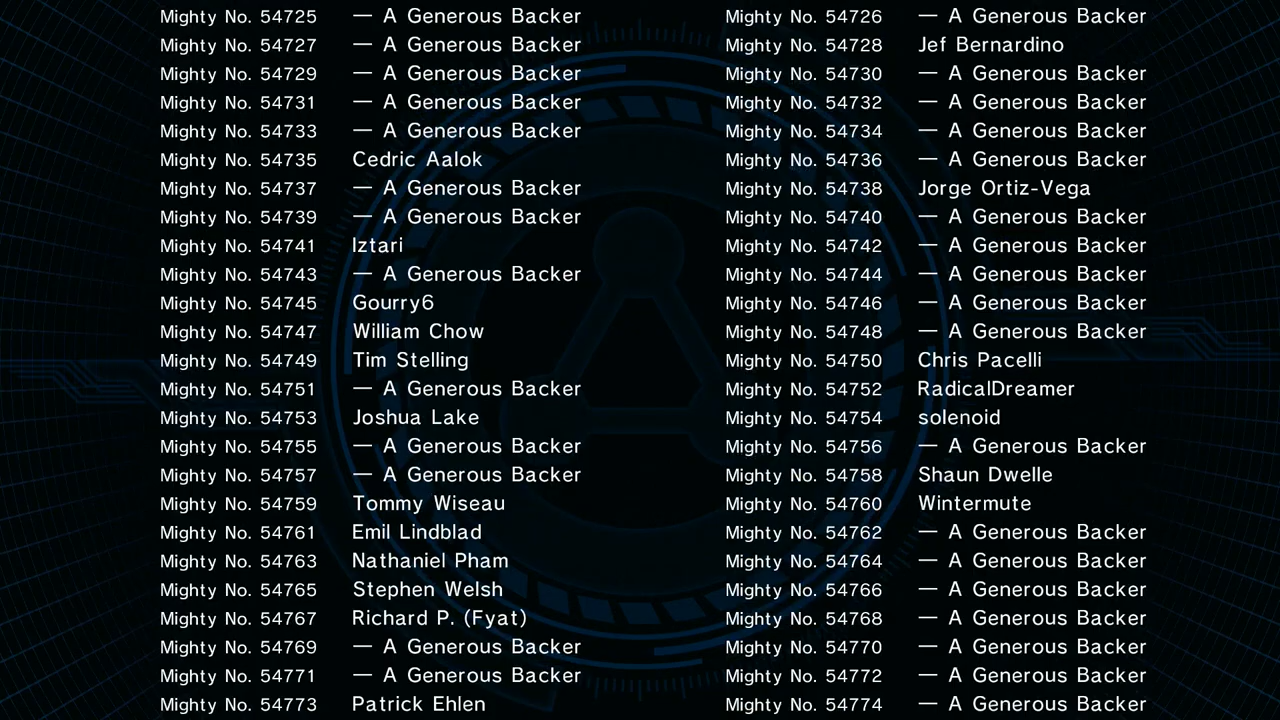 Mighty No. 54725 — A Generous Backer Mighty No. 54726 — A Generous Backer
Mighty No. 54727 — A Generous Backer Mighty No. 54728 Jef Bernardino
Mighty No. 54729 — A Generous Backer Mighty No. 54730 — A Generous Backer
Mighty No. 54731 — A Generous Backer Mighty No. 54732 — A Generous Backer
Mighty No. 54733 — A Generous Backer Mighty No. 54734 — A Generous Backer
Mighty No. 54735 Cedric Aalok Mighty No. 54736 — A Generous Backer
Mighty No. 54737 — A Generous Backer Mighty No. 54738 Jorge Ortiz-Vega
Mighty No. 54739 — A Generous Backer Mighty No. 54740 — A Generous Backer
Mighty No. 54741 Iztari Mighty No. 54742 — A Generous Backer
Mighty No. 54743 — A Generous Backer Mighty No. 54744 — A Generous Backer
Mighty No. 54745 Gourry6 Mighty No. 54746 — A Generous Backer
Mighty No. 54747 William Chow Mighty No. 54748 — A Generous Backer
Mighty No. 54749 Tim Stelling Mighty No. 54750 Chris Pacelli
Mighty No. 54751 — A Generous Backer Mighty No. 54752 RadicalDreamer
Mighty No. 54753 Joshua Lake Mighty No. 54754 solenoid
Mighty No. 54755 — A Generous Backer Mighty No. 54756 — A Generous Backer
Mighty No. 54757 — A Generous Backer Mighty No. 54758 Shaun Dwelle
Mighty No. 54759 Tommy Wiseau Mighty No. 54760 Wintermute
Mighty No. 54761 Emil Lindblad Mighty No. 54762 — A Generous Backer
Mighty No. 54763 Nathaniel Pham Mighty No. 54764 — A Generous Backer
Mighty No. 54765 Stephen Welsh Mighty No. 54766 — A Generous Backer
Mighty No. 54767 Richard P. (Fyat) Mighty No. 54768 — A Generous Backer
Mighty No. 54769 — A Generous Backer Mighty No. 54770 — A Generous Backer
Mighty No. 54771 — A Generous Backer Mighty No. 54772 — A Generous Backer
Mighty No. 54773 Patrick Ehlen Mighty No. 54774 — A Generous Backer